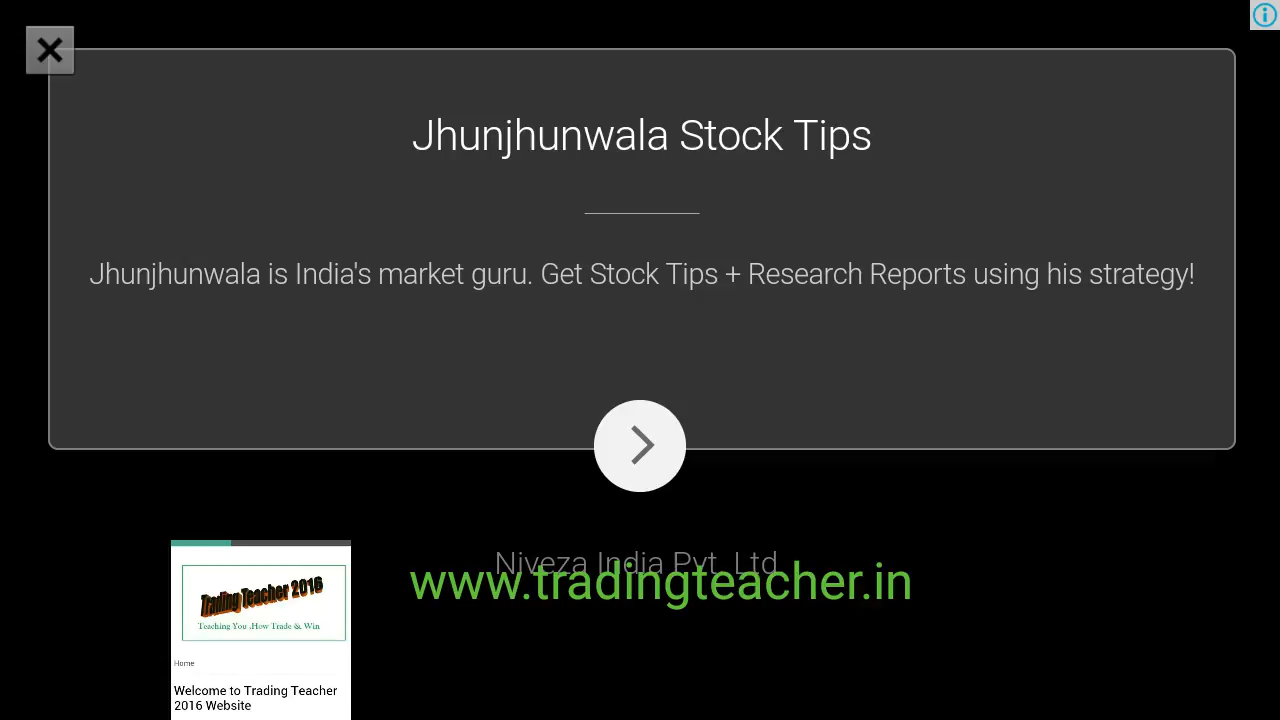 Jhunjhunwala Stock Tips
Jhunjhunwala is India's market guru. Get Stock Tips + Research Reports using his strategy!
Niveza India Pvt. Ltd.
www.tradingteacher.in
Trading Teacher 2016
Teaching You .How Trade & Win
Home
Welcome to Trading Teacher
2016 Website